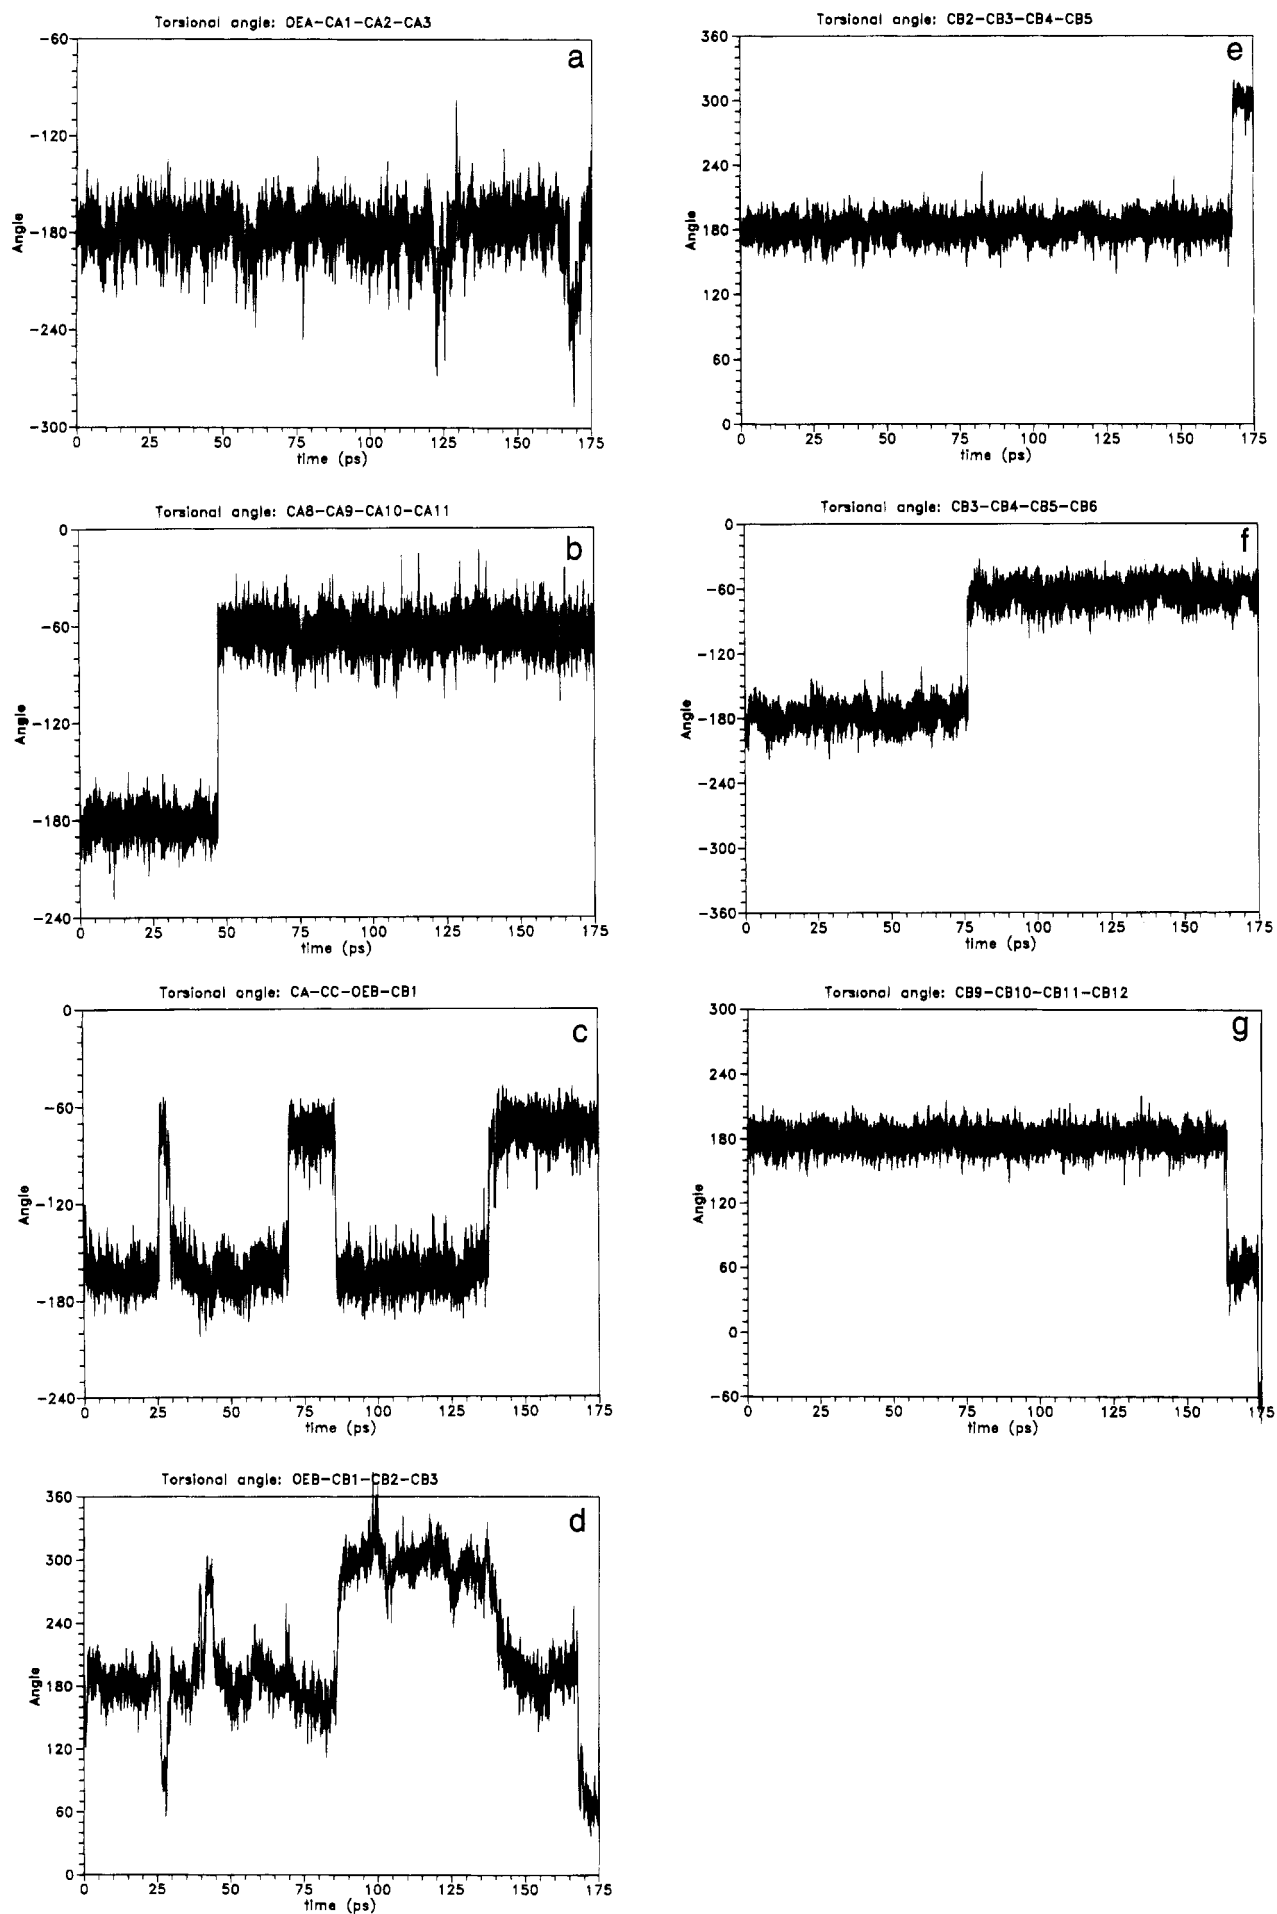 Torsional angle: OEA-CA1-CA2-CA3
a
-60
-120
-180
-240
-300
Angle
0 25 50 75 100 125 150 175
time (ps)
Torsional angle: CA8-CA9-CA10-CA11
b
0
-60
-120
-180
-240
Angle
0 25 50 75 100 125 150 175
time (ps)
Torsional angle: CA-CC-OEB-CB1
c
0
-60
-120
-180
-240
Angle
0 25 50 75 100 125 150 175
time (ps)
Torsional angle: OEB-CB1-CB2-CB3
d
360
300
240
180
120
60
0
Angle
0 25 50 75 100 125 150 175
time (ps)
Torsional angle: CB2-CB3-CB4-CB5
e
360
300
240
180
120
60
0
Angle
0 25 50 75 100 125 150 175
time (ps)
Torsional angle: CB3-CB4-CB5-CB6
f
0
-60
-120
-180
-240
-300
-360
Angle
0 25 50 75 100 125 150 175
time (ps)
Torsional angle: CB9-CB10-CB11-CB12
g
300
240
180
120
60
0
-60
Angle
0 25 50 75 100 125 150 175
time (ps)